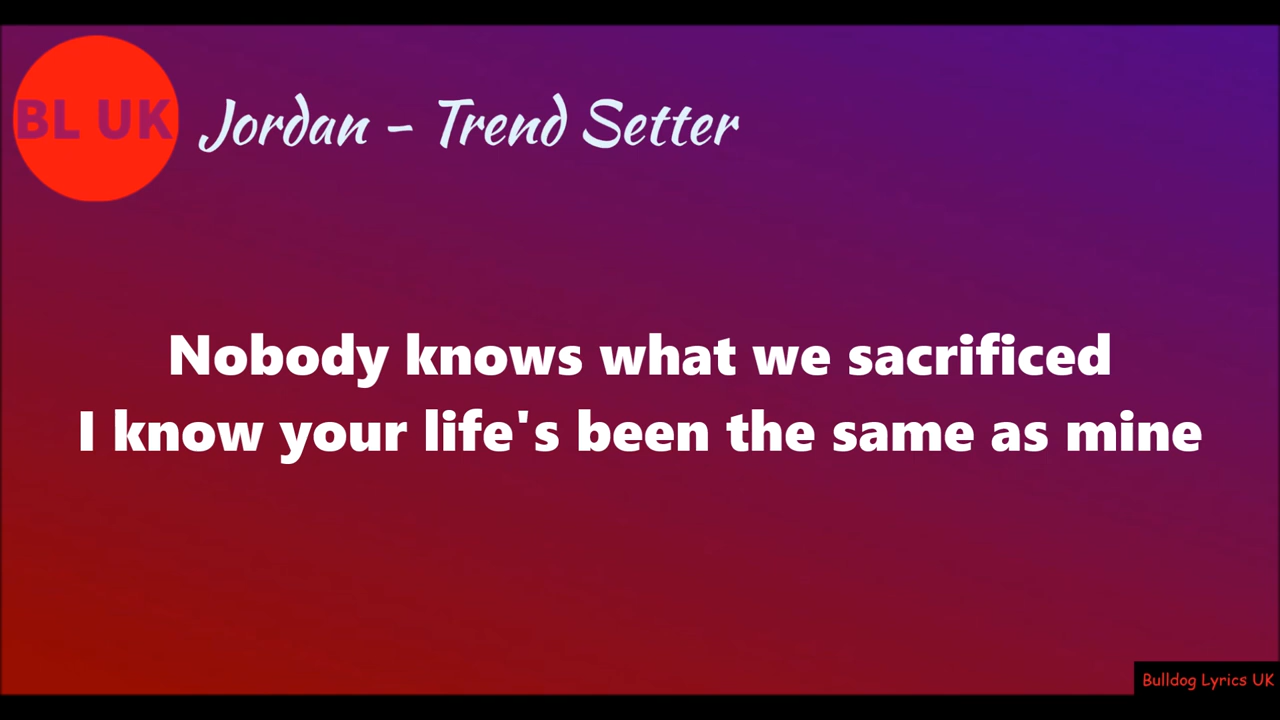 BL UK
Jordan - Trend Setter
Nobody knows what we sacrificed
I know your life's been the same as mine
Bulldog Lyrics UK